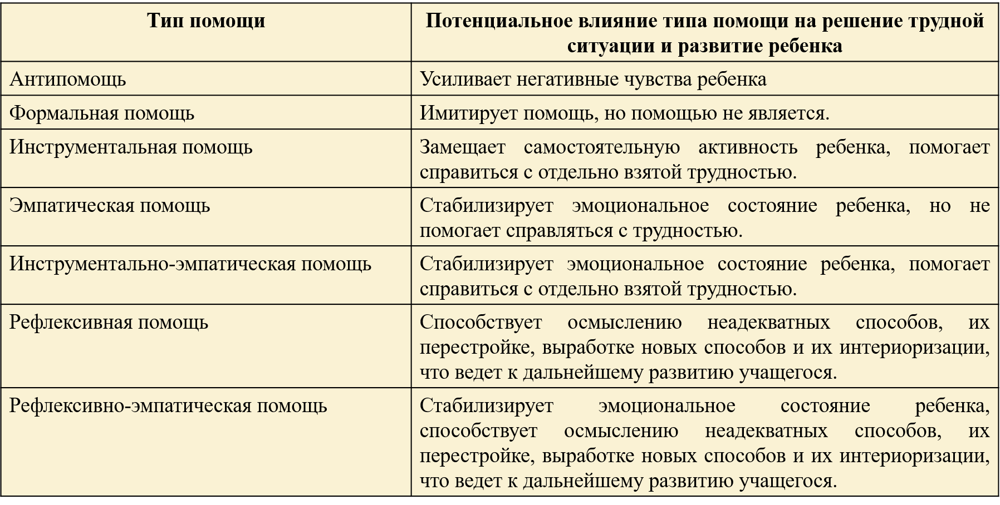 Тип помощи
Потенциальное влияние типа помощи на решение трудной
ситуации и развитие ребенка
Антипомощь
Усиливает негативные чувства ребенка
Формальная помощь
Имитирует помощь, но помощью не является.
Инструментальная помощь
Замещает самостоятельную активность ребенка, помогает
справиться с отдельно взятой трудностью.
Эмпатическая помощь
Стабилизирует эмоциональное состояние ребенка, но не
помогает справляться с трудностью.
Инструментально-эмпатическая помощь
Стабилизирует эмоциональное состояние ребенка, помогает
справиться с отдельно взятой трудностью.
Рефлексивная помощь
Способствует осмыслению неадекватных способов, их
перестройке, выработке новых способов и их интериоризации,
что ведет к дальнейшему развитию учащегося.
Рефлексивно-эмпатическая помощь
Стабилизирует эмоциональное состояние ребенка,
способствует осмыслению неадекватных способов, их
перестройке, выработке новых способов и их интериоризации,
что ведет к дальнейшему развитию учащегося.